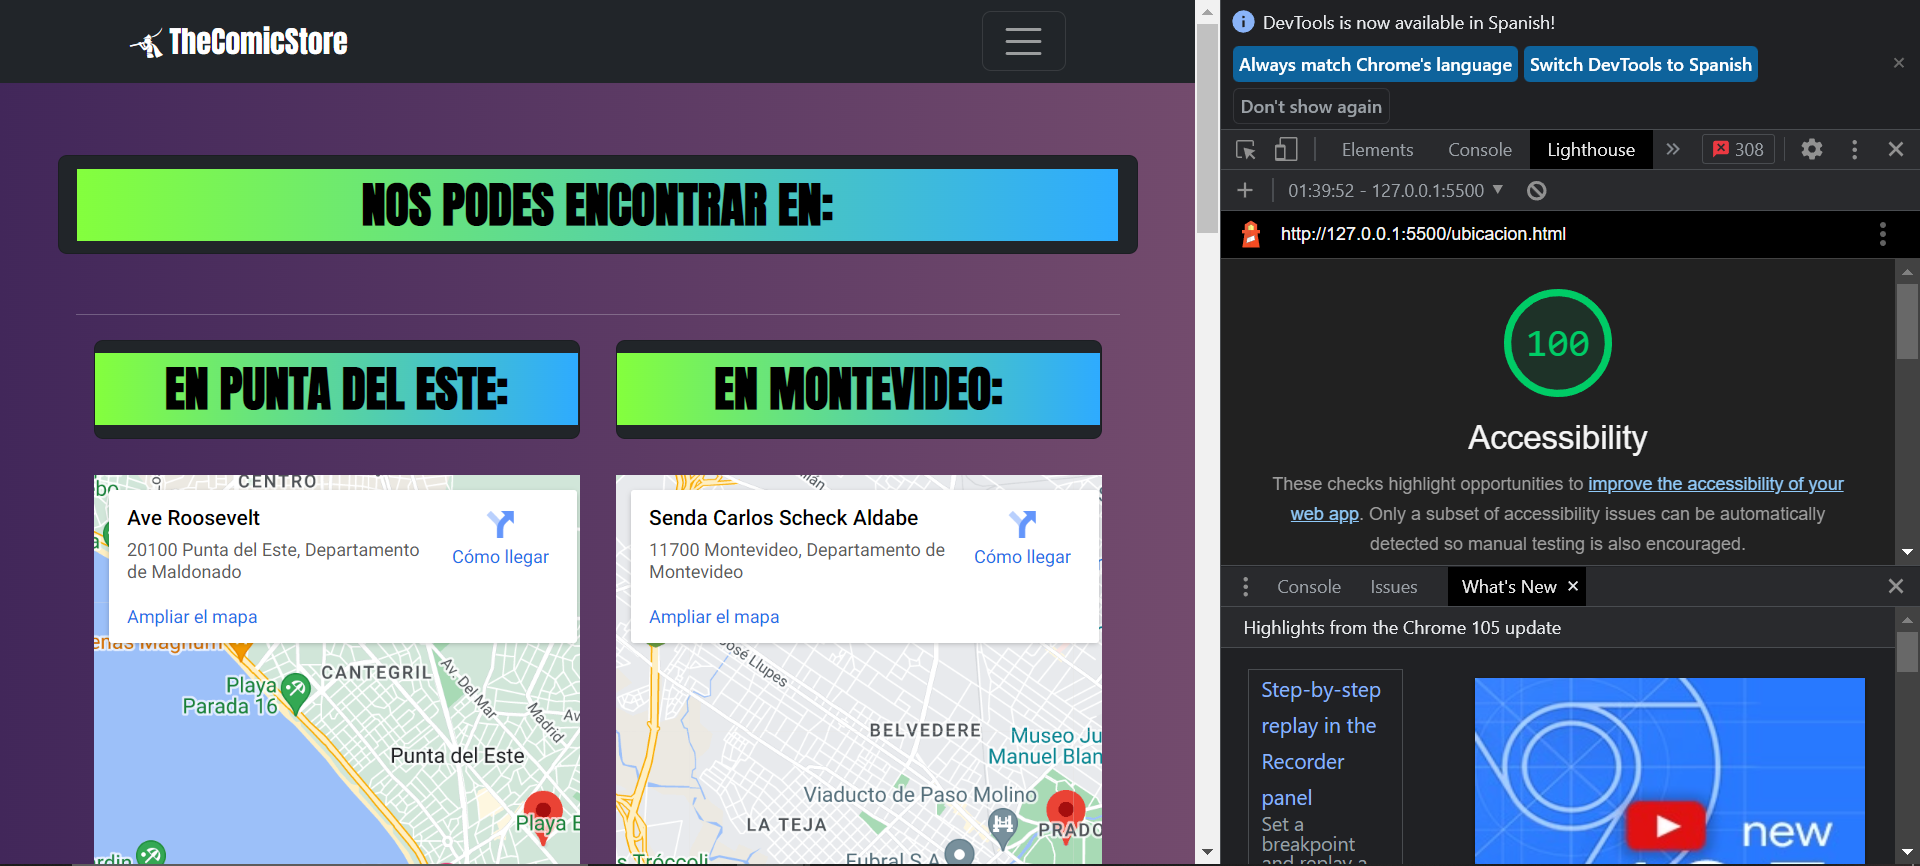 TheComicStore
NOS PODES ENCONTRAR EN:
EN PUNTA DEL ESTE:
EN MONTEVIDEO:
CENTRO
Ave Roosevelt
20100 Punta del Este, Departamento
de Maldonado
Cómo llegar
Ampliar el mapa
CANTEGRIL
Av. Del Mar
Madrid
Av
Playa
Parada 16
Punta del Este
Playa
Senda Carlos Scheck Aldabe
11700 Montevideo, Departamento de
Montevideo
Cómo llegar
Ampliar el mapa
José Llupes
BELVEDERE
Museo Ju
Manuel Blan
Viaducto de Paso Molino
LA TEJA
PRADO
s Tróccoli
Eubral S.A
DevTools is now available in Spanish!
Always match Chrome's language
Switch DevTools to Spanish
Don't show again
Elements
Console
Lighthouse
308
01:39:52 - 127.0.0.1:5500
http://127.0.0.1:5500/ubicacion.html
100
Accessibility
These checks highlight opportunities to improve the accessibility of your
web app. Only a subset of accessibility issues can be automatically
detected so manual testing is also encouraged.
Console
Issues
What's New
Highlights from the Chrome 105 update
Step-by-step
replay in the
Recorder
panel
Set a
breakpoint
and replay a
new